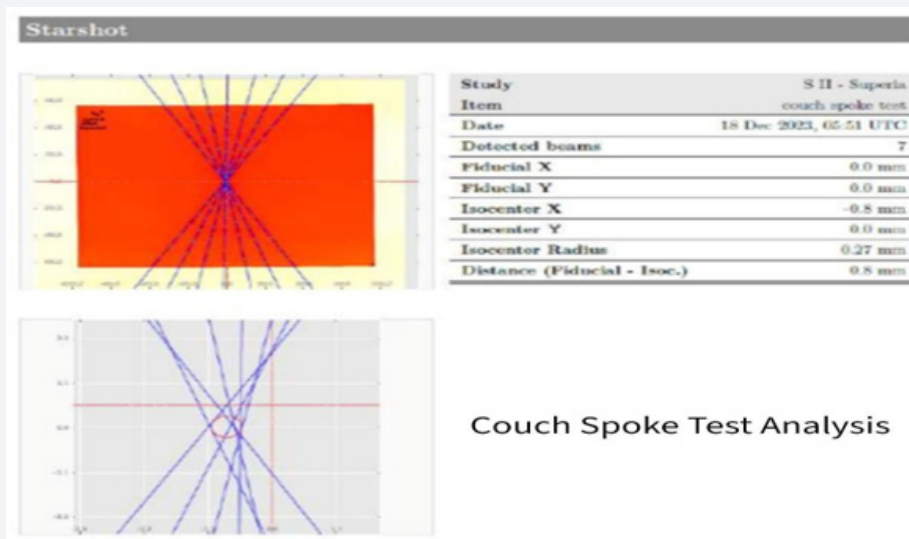 Starshot
Study S II - Superia
Item couch spoke test
Date 18 Dec 2023, 05:51 UTC
Detected beams 7
Fiducial X 0.0 mm
Fiducial Y 0.0 mm
Isocenter X -0.8 mm
Isocenter Y 0.0 mm
Isocenter Radius 0.27 mm
Distance (Fiducial - Isoc.) 0.8 mm
Couch Spoke Test Analysis